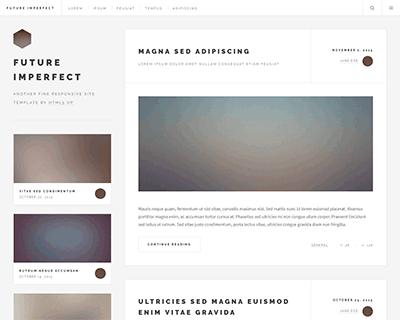 FUTURE IMPERFECT
LOREM
IPSUM
FEUGIAT
TEMPUS
ADIPISCING
FUTURE
IMPERFECT
ANOTHER FINE RESPONSIVE SITE
TEMPLATE BY HTML5 UP
VITAE SED CONDIMENTUM
OCTOBER 20, 2015
RUTRUM NEQUE ACCUMSAN
OCTOBER 19, 2015
MAGNA SED ADIPISCING
LOREM IPSUM DOLOR AMET NULLAM CONSEQUAT ETIAM FEUGIAT
NOVEMBER 1, 2015
JANE DOE
Mauris neque quam, fermentum ut nisl vitae, convallis maximus nisl. Sed mattis nunc id lorem euismod placerat. Vivamus
porttitor magna enim, ac accumsan tortor cursus at. Phasellus sed ultricies mi non congue ullam corper. Praesent tincidunt
sed tellus ut rutrum. Sed vitae justo condimentum, porta lectus vitae, ultricies congue gravida diam non fringilla.
CONTINUE READING
GENERAL
28
128
ULTRICIES SED MAGNA EUISMOD
ENIM VITAE GRAVIDA
OCTOBER 25, 2015
JANE DOE